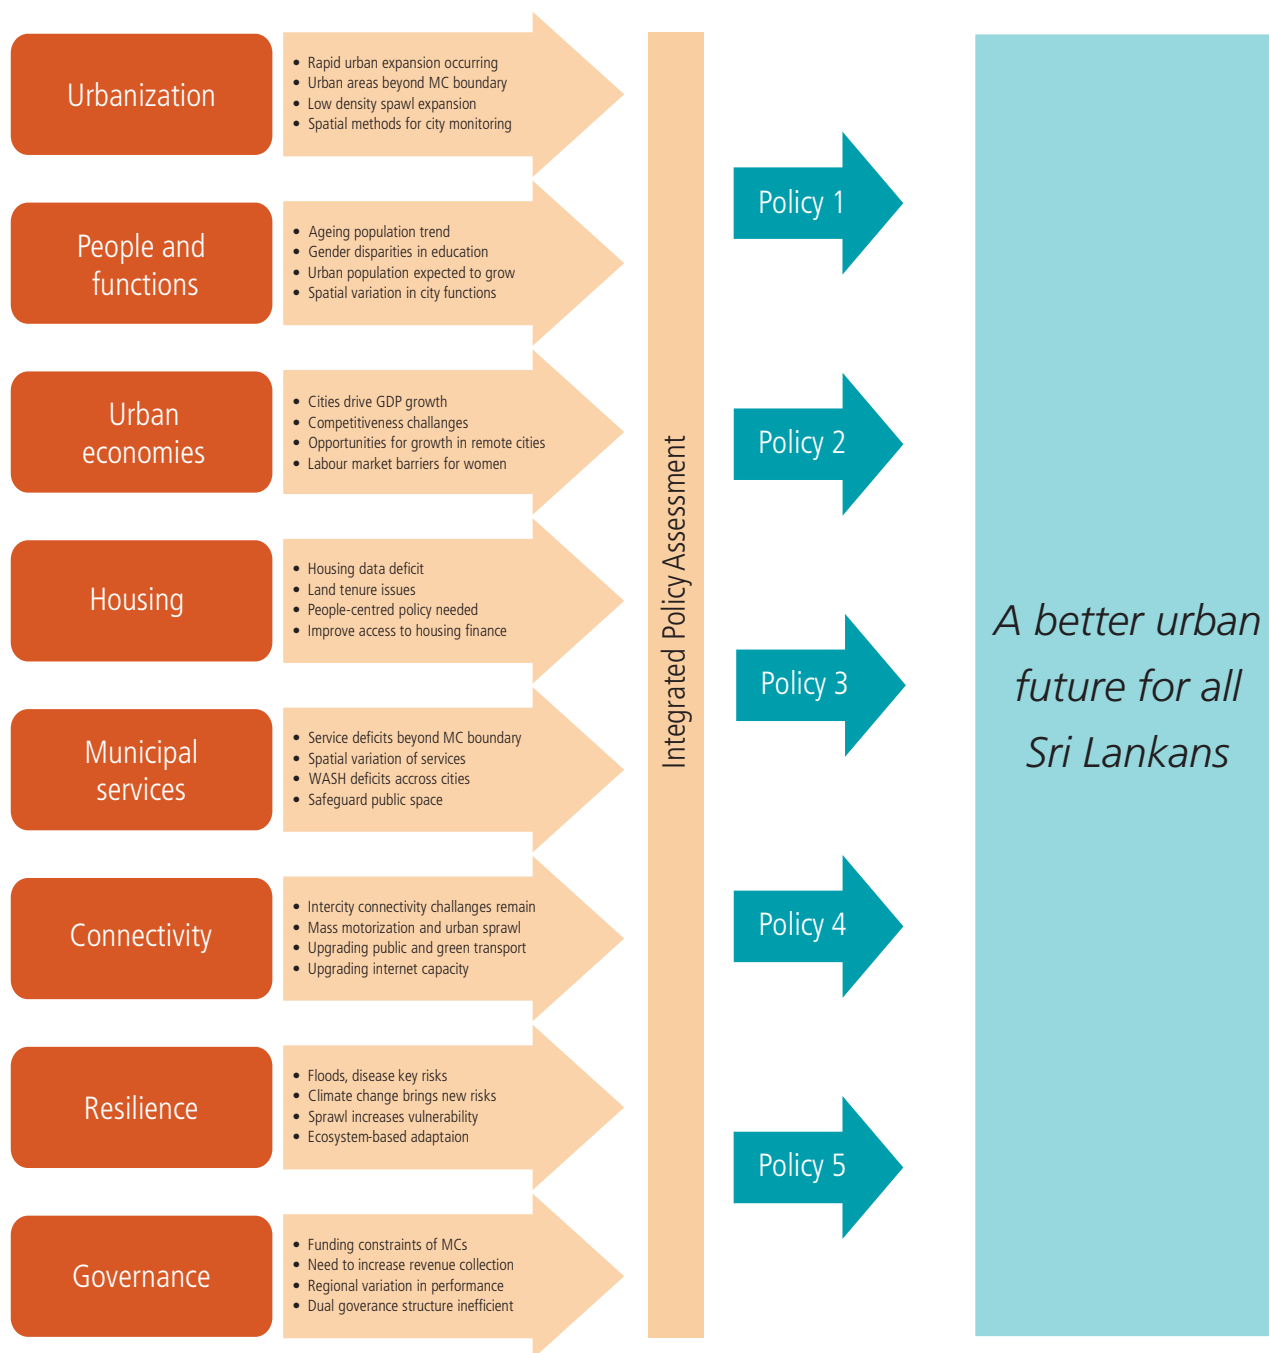 Urbanization
• Rapid urban expansion occurring
• Urban areas beyond MC boundary
• Low density spawl expansion
• Spatial methods for city monitoring
People and
functions
• Ageing population trend
• Gender disparities in education
• Urban population expected to grow
• Spatial variation in city functions
Urban
economies
• Cities drive GDP growth
• Competitiveness challanges
• Opportunities for growth in remote cities
• Labour market barriers for women
Housing
• Housing data deficit
• Land tenure issues
• People-centred policy needed
• Improve access to housing finance
Municipal
services
• Service deficits beyond MC boundary
• Spatial variation of services
• WASH deficits accross cities
• Safeguard public space
Connectivity
• Intercity connectivity challanges remain
• Mass motorization and urban sprawl
• Upgrading public and green transport
• Upgrading internet capacity
Resilience
• Floods, disease key risks
• Climate change brings new risks
• Sprawl increases vulnerability
• Ecosystem-based adaptaion
Governance
• Funding constraints of MCs
• Need to increase revenue collection
• Regional variation in performance
• Dual goverance structure inefficient
Integrated Policy Assessment
Policy 1
Policy 2
Policy 3
Policy 4
Policy 5
A better urban
future for all
Sri Lankans